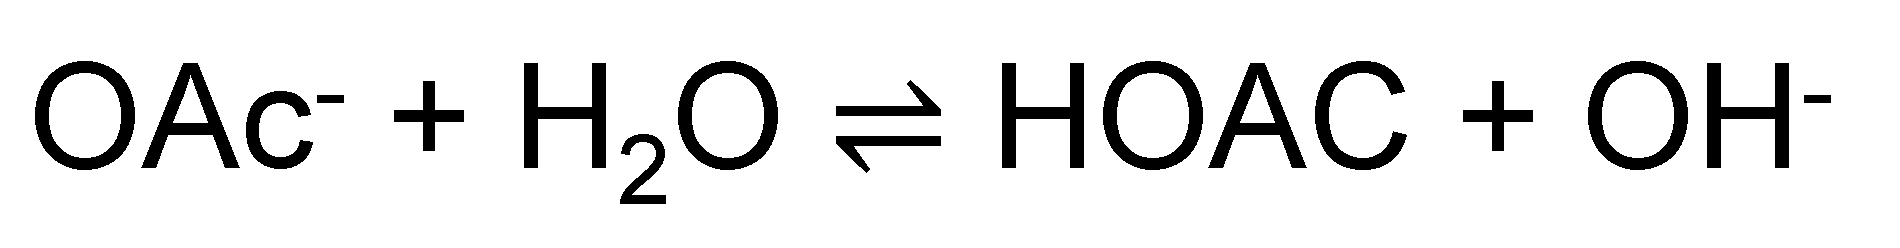 OAc⁻ + H₂O ⇌ HOAC + OH⁻